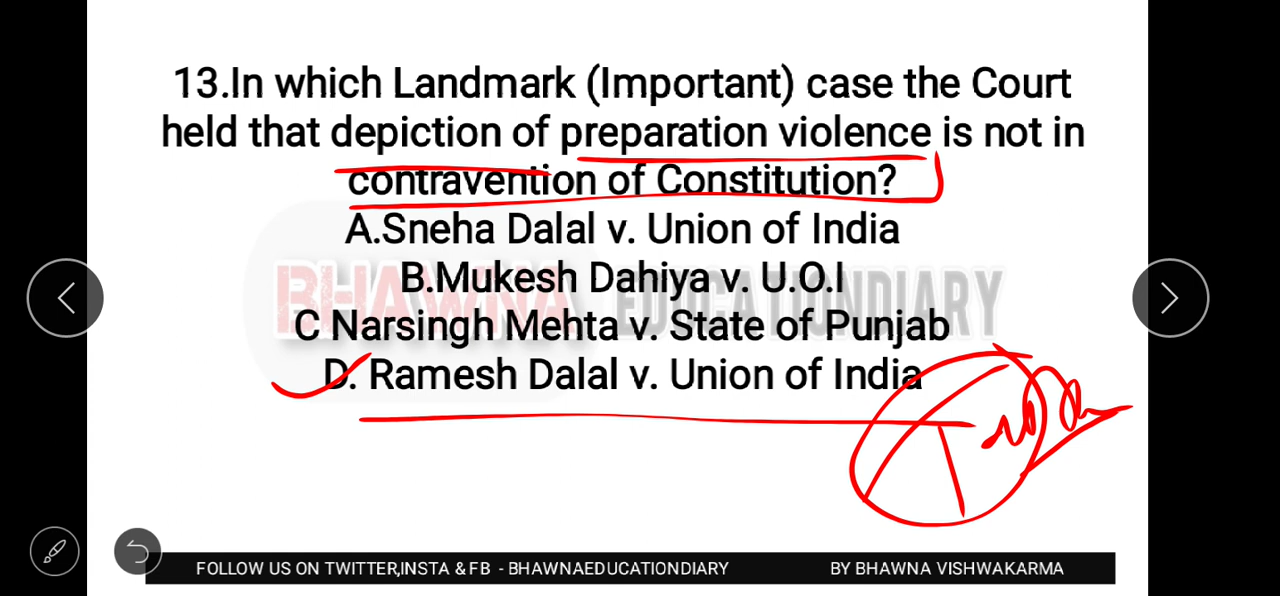 13.In which Landmark (Important) case the Court
held that depiction of preparation violence is not in
contravention of Constitution?
A.Sneha Dalal v. Union of India
B.Mukesh Dahiya v. U.O.I
C Narsingh Mehta v. State of Punjab
D. Ramesh Dalal v. Union of India
BHAWNA EDUCATIONDIARY
FOLLOW US ON TWITTER,INSTA & FB - BHAWNAEDUCATIONDIARY BY BHAWNA VISHWAKARMA